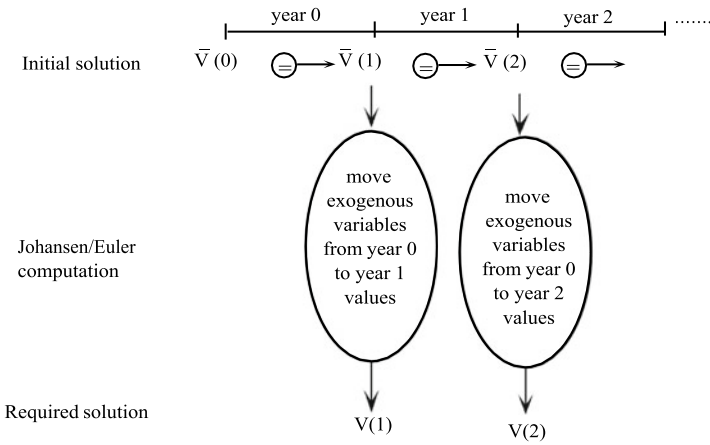 year 0 year 1 year 2 .......
Initial solution V̅ (0) = V̅ (1) = V̅ (2) =
move
exogenous
variables
from year 0
to year 1
values
move
exogenous
variables
from year 0
to year 2
values
Johansen/Euler
computation
Required solution V(1) V(2)